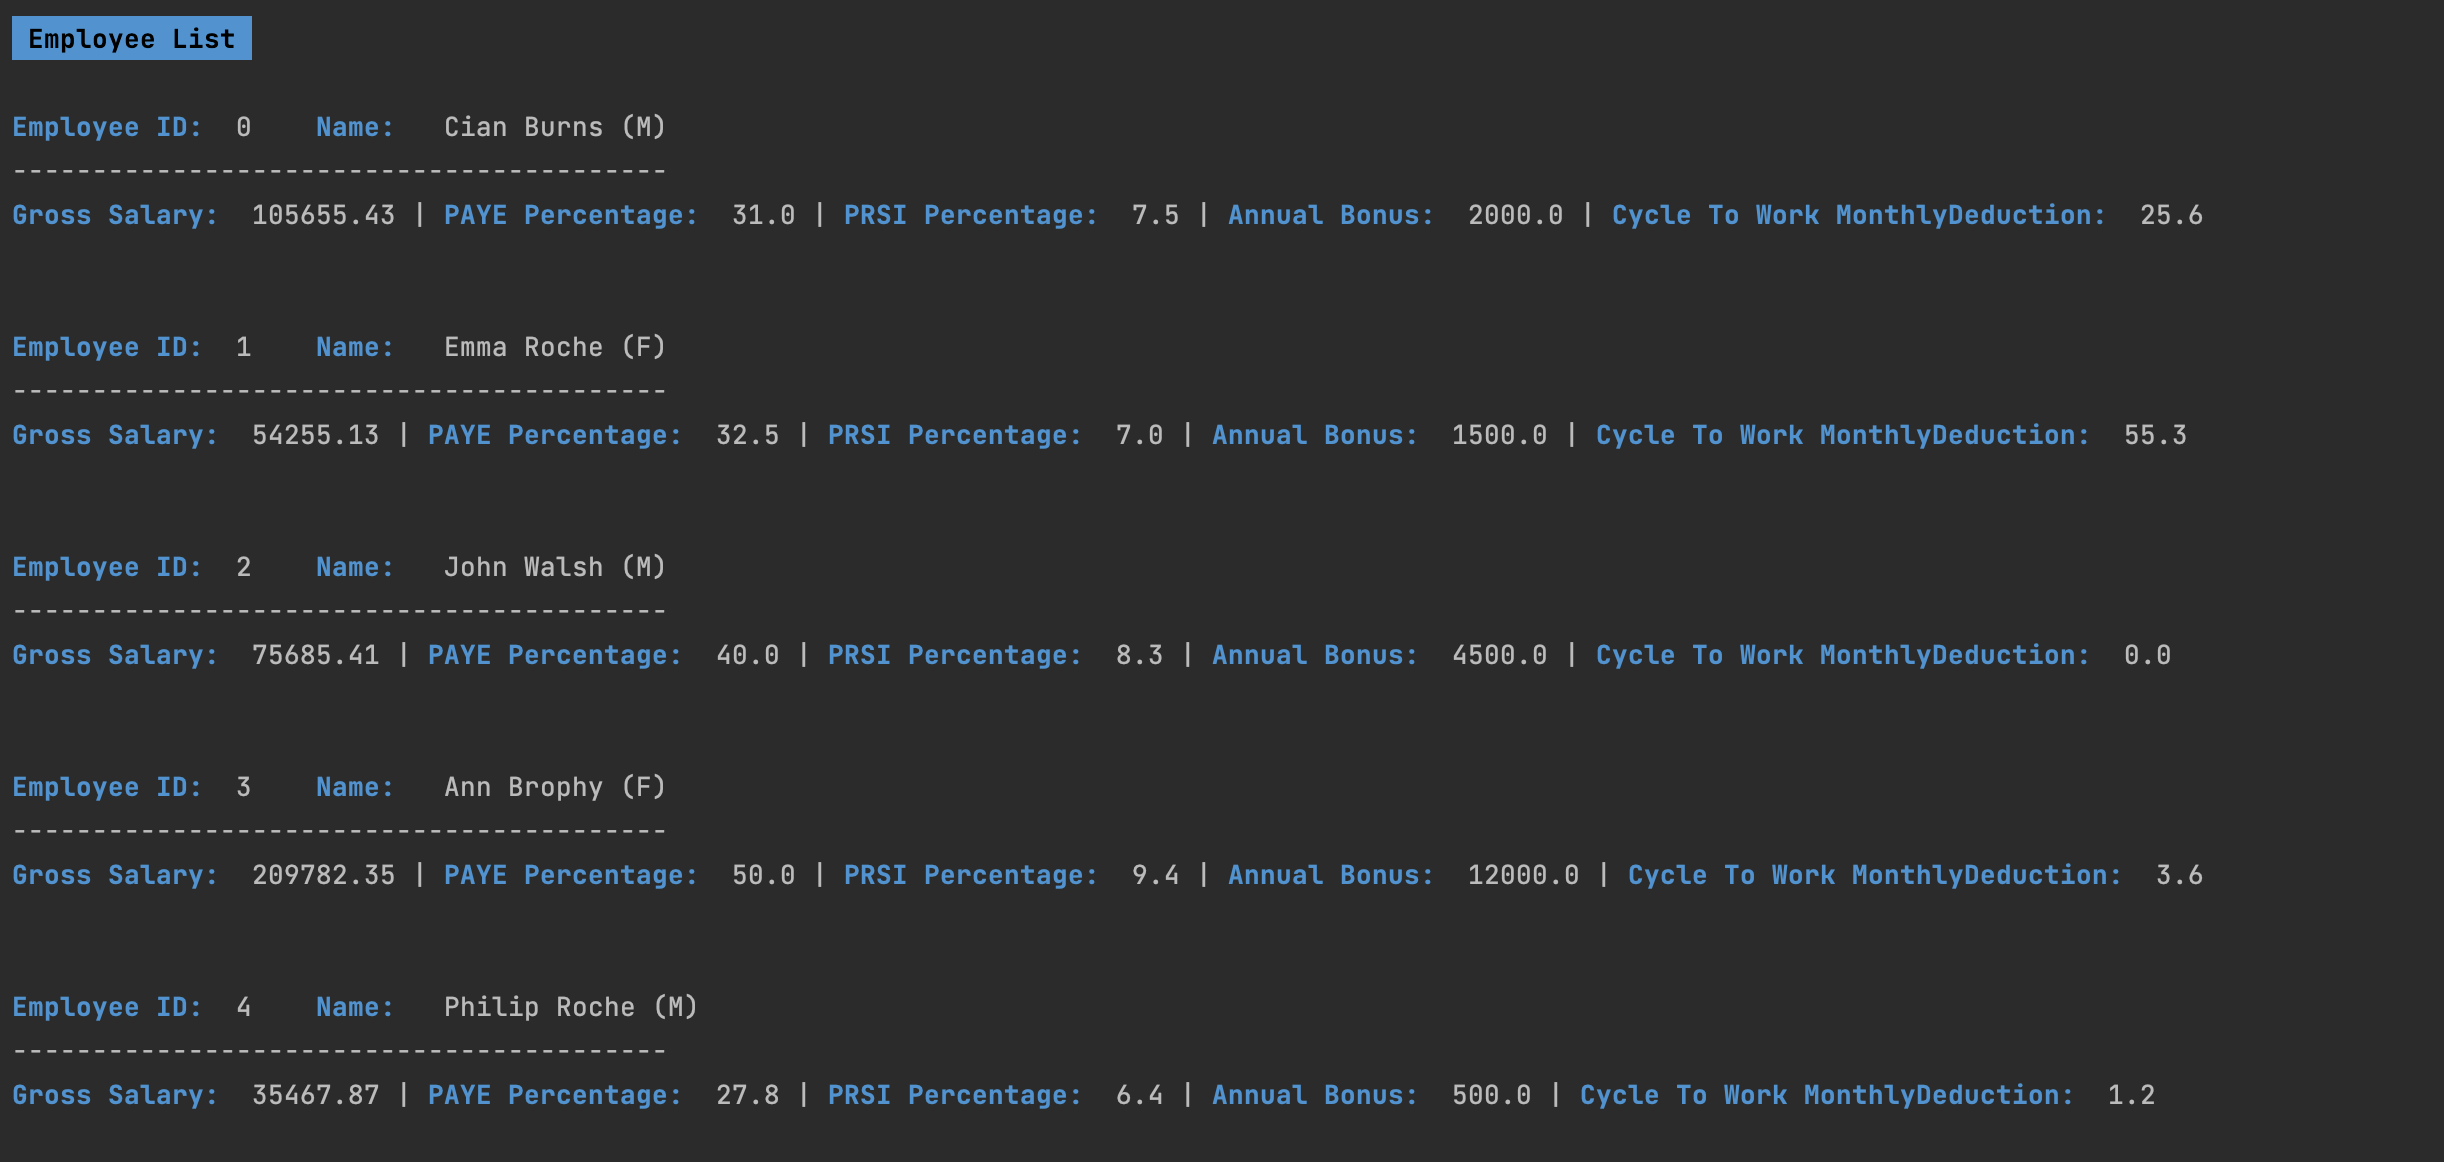 Employee List
Employee ID:  0    Name:   Cian Burns (M)
-----------------------------------------
Gross Salary:  105655.43 | PAYE Percentage:  31.0 | PRSI Percentage:  7.5 | Annual Bonus:  2000.0 | Cycle To Work MonthlyDeduction:  25.6
Employee ID:  1    Name:   Emma Roche (F)
-----------------------------------------
Gross Salary:  54255.13 | PAYE Percentage:  32.5 | PRSI Percentage:  7.0 | Annual Bonus:  1500.0 | Cycle To Work MonthlyDeduction:  55.3
Employee ID:  2    Name:   John Walsh (M)
-----------------------------------------
Gross Salary:  75685.41 | PAYE Percentage:  40.0 | PRSI Percentage:  8.3 | Annual Bonus:  4500.0 | Cycle To Work MonthlyDeduction:  0.0
Employee ID:  3    Name:   Ann Brophy (F)
-----------------------------------------
Gross Salary:  209782.35 | PAYE Percentage:  50.0 | PRSI Percentage:  9.4 | Annual Bonus:  12000.0 | Cycle To Work MonthlyDeduction:  3.6
Employee ID:  4    Name:   Philip Roche (M)
-----------------------------------------
Gross Salary:  35467.87 | PAYE Percentage:  27.8 | PRSI Percentage:  6.4 | Annual Bonus:  500.0 | Cycle To Work MonthlyDeduction:  1.2